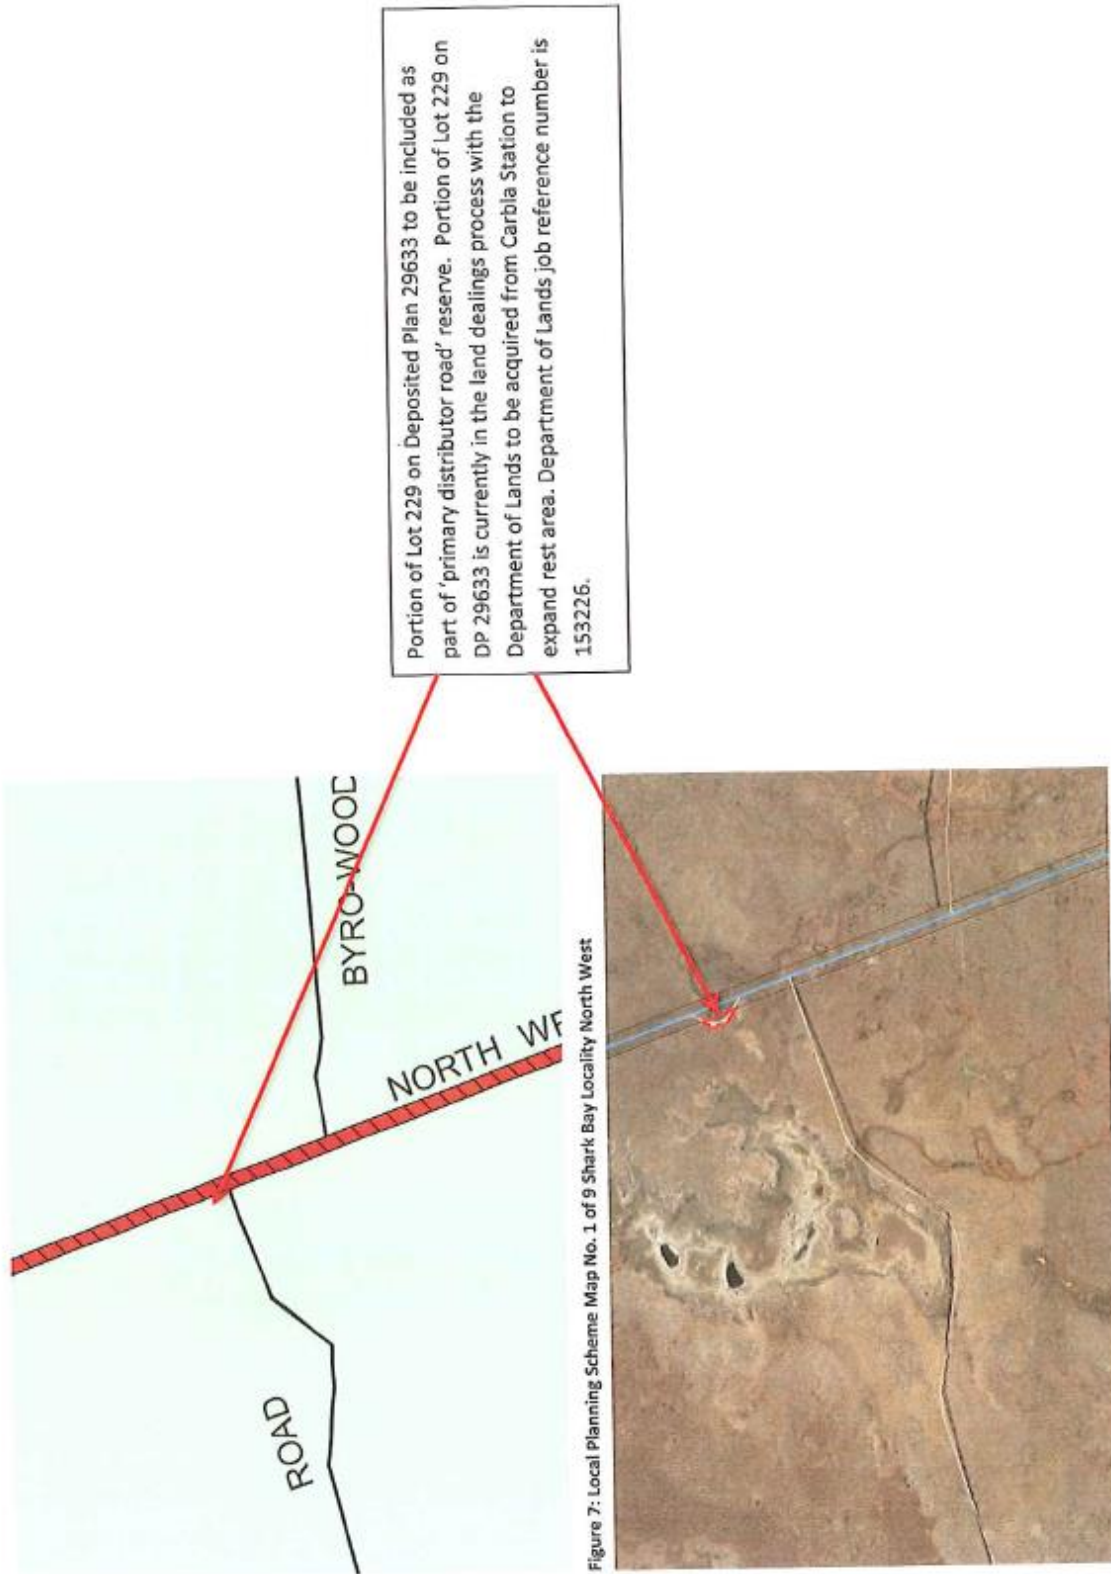 Portion of Lot 229 on Deposited Plan 29633 to be included as
part of 'primary distributor road' reserve. Portion of Lot 229 on
DP 29633 is currently in the land dealings process with the
Department of Lands to be acquired from Carbla Station to
expand rest area. Department of Lands job reference number is
153226.
ROAD
NORTH WE
BYRO-WOOD
Figure 7: Local Planning Scheme Map No. 1 of 9 Shark Bay Locality North West